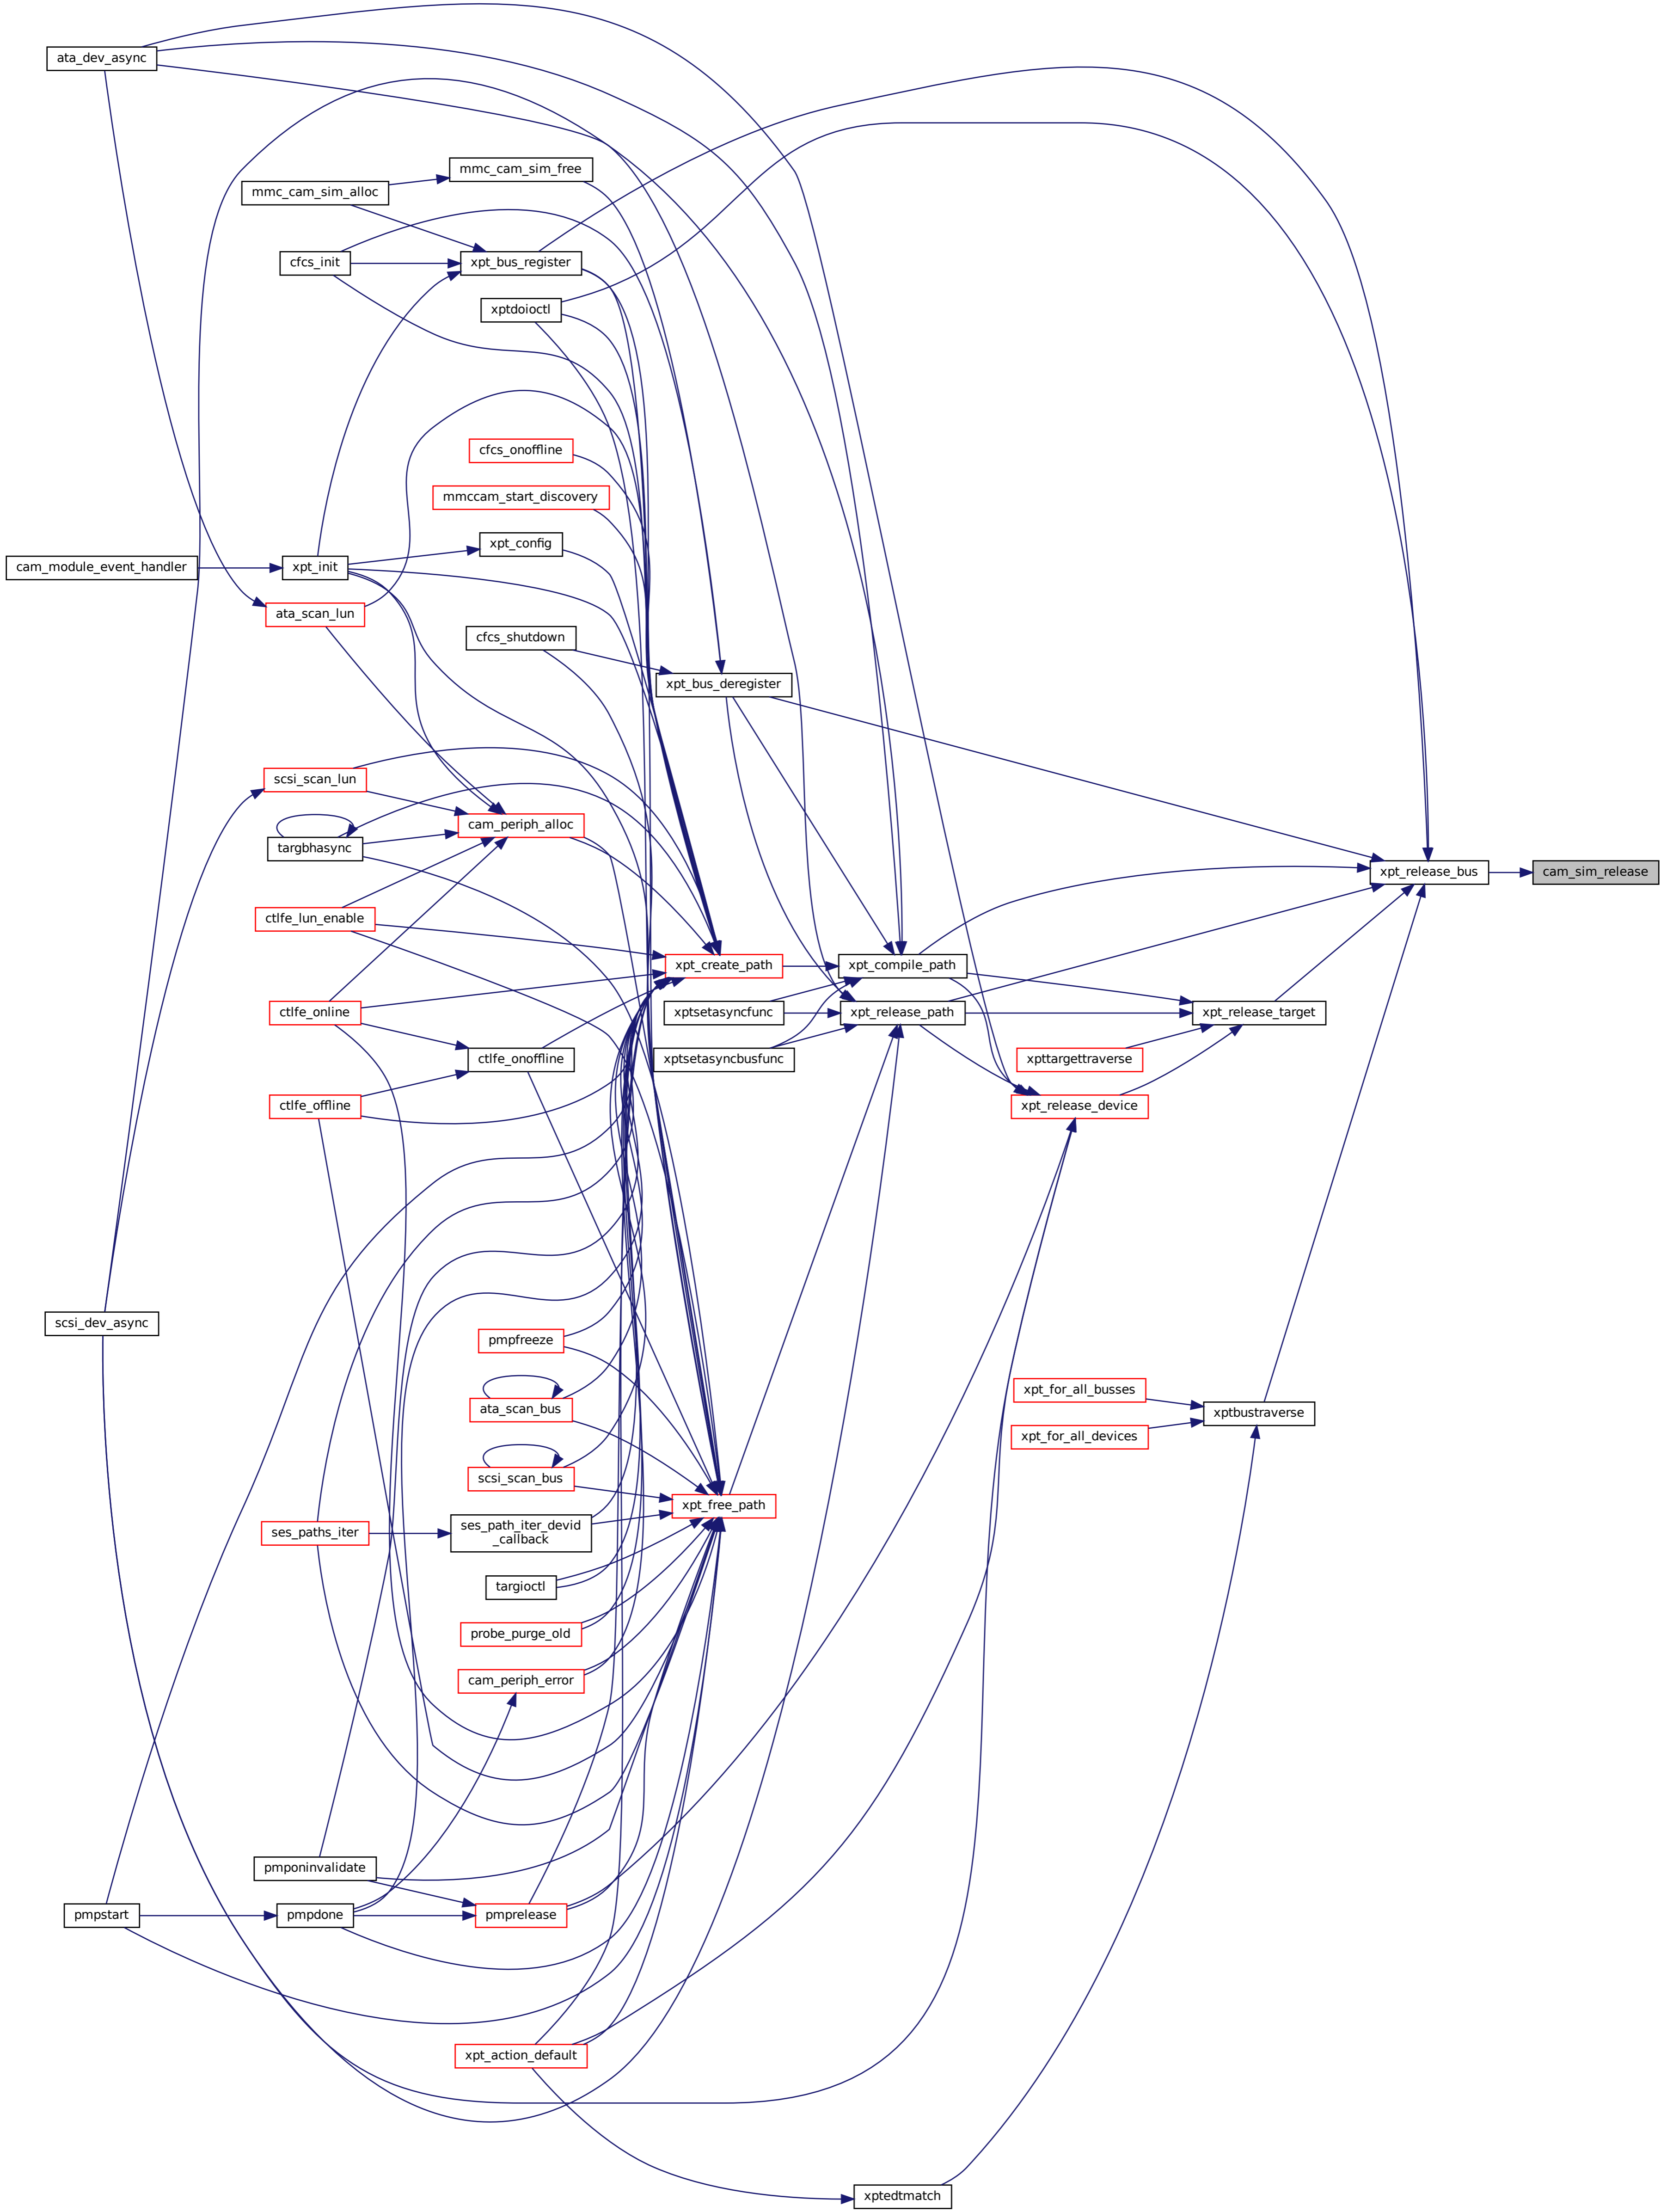 ata_dev_async
mmc_cam_sim_free
mmc_cam_sim_alloc
cfcs_init
xpt_bus_register
xptdoioctl
cfcs_onoffline
mmccam_start_discovery
xpt_config
cam_module_event_handler
xpt_init
ata_scan_lun
cfcs_shutdown
xpt_bus_deregister
scsi_scan_lun
cam_periph_alloc
targbhasync
xpt_release_bus
cam_sim_release
ctlfe_lun_enable
xpt_create_path
xpt_compile_path
ctlfe_online
xptsetasyncfunc
xpt_release_path
xpt_release_target
ctlfe_onoffline
xptsetasyncbusfunc
xpttargettraverse
ctlfe_offline
xpt_release_device
scsi_dev_async
pmpfreeze
xpt_for_all_busses
ata_scan_bus
xptbustraverse
xpt_for_all_devices
scsi_scan_bus
xpt_free_path
ses_paths_iter
ses_path_iter_devid
_callback
targioctl
probe_purge_old
cam_periph_error
pmponinvalidate
pmpstart
pmpdone
pmprelease
xpt_action_default
xptedtmatch